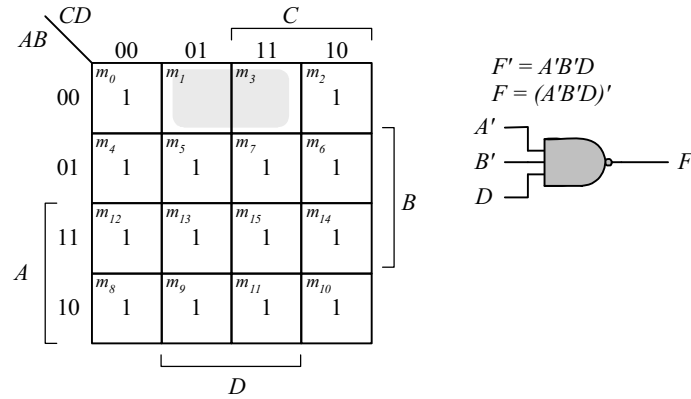 CD
AB
C
00 01 11 10
00 m0 1 m1 m3 m2 1
01 m4 1 m5 1 m7 1 m6 1
11 m12 1 m13 1 m15 1 m14 1
10 m8 1 m9 1 m11 1 m10 1
A
B
D
F' = A'B'D
F = (A'B'D)'
A'
B'
D
F